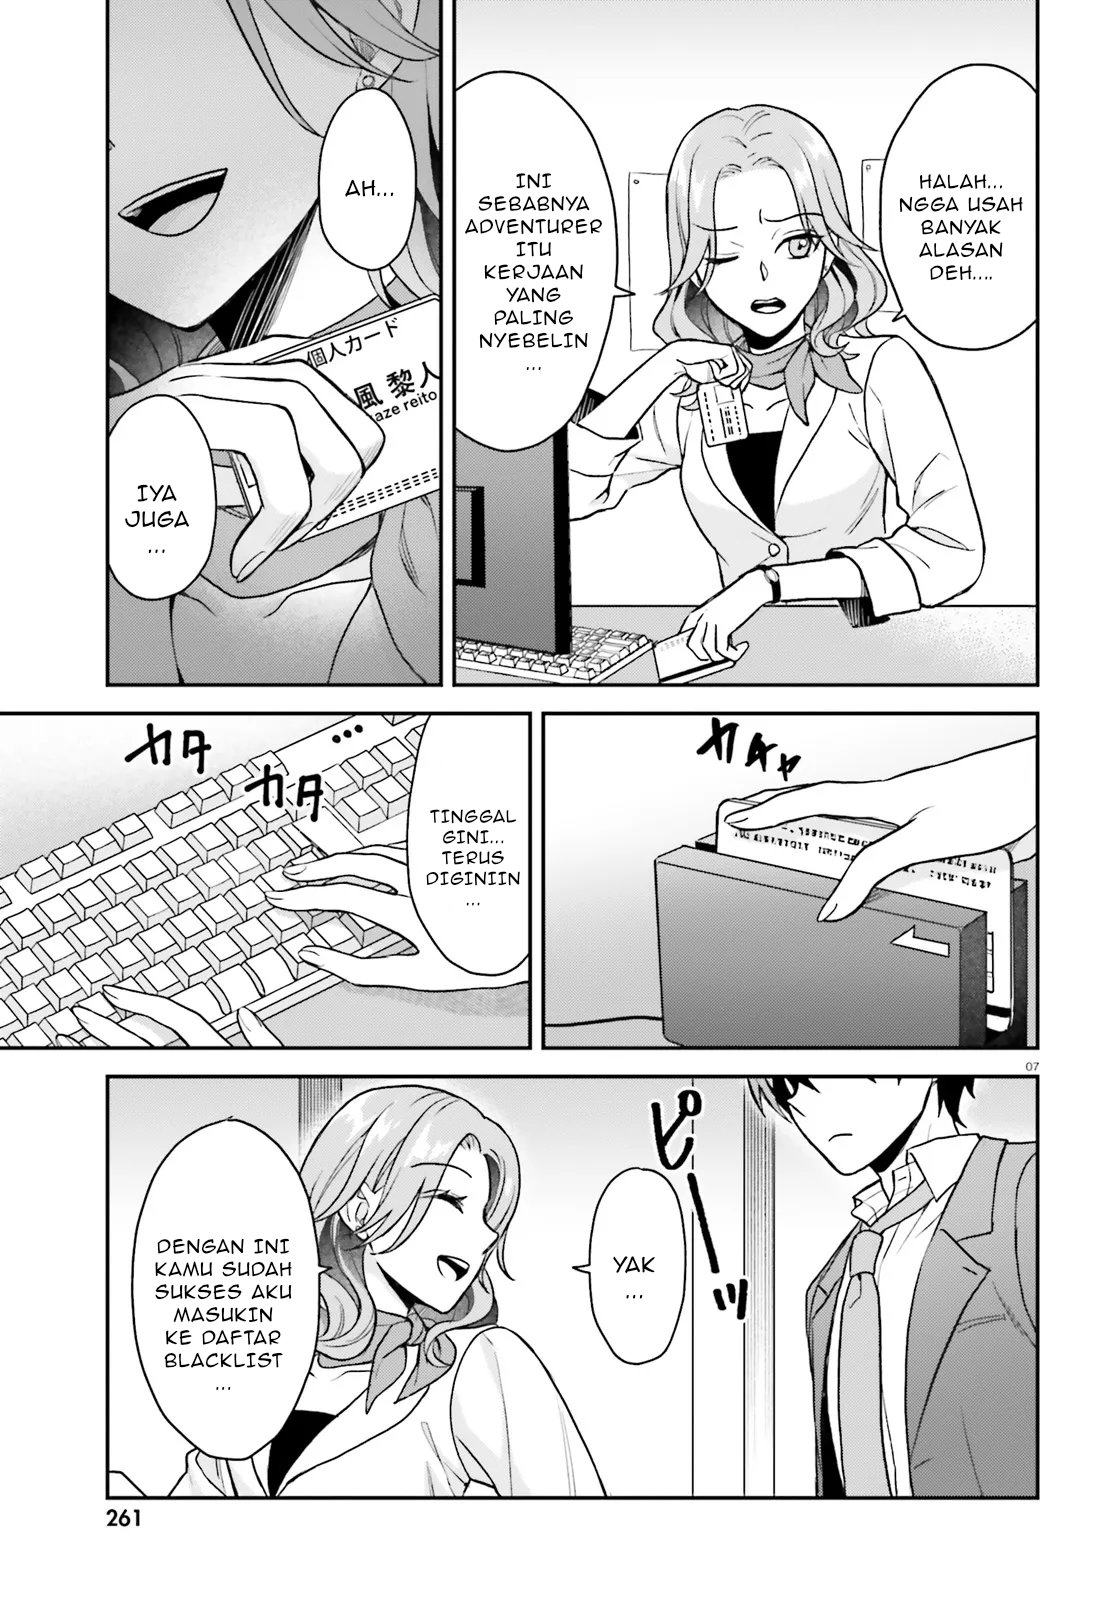 HALAH...
NGGA USAH
BANYAK
ALASAN
DEH....
INI
SEBABNYA
ADVENTURER
ITU
KERJAAN
YANG
PALING
NYEBELIN
...
AH...
個人カード
風 黎人
aze reito
IYA
JUGA
...
カチャ
TINGGAL
GINI...
TERUS
DIGINIIN
...
カタ
カタ
07
ピーッ
YAK
...
DENGAN INI
KAMU SUDAH
SUKSES AKU
MASUKIN
KE DAFTAR
BLACKLIST
...
261